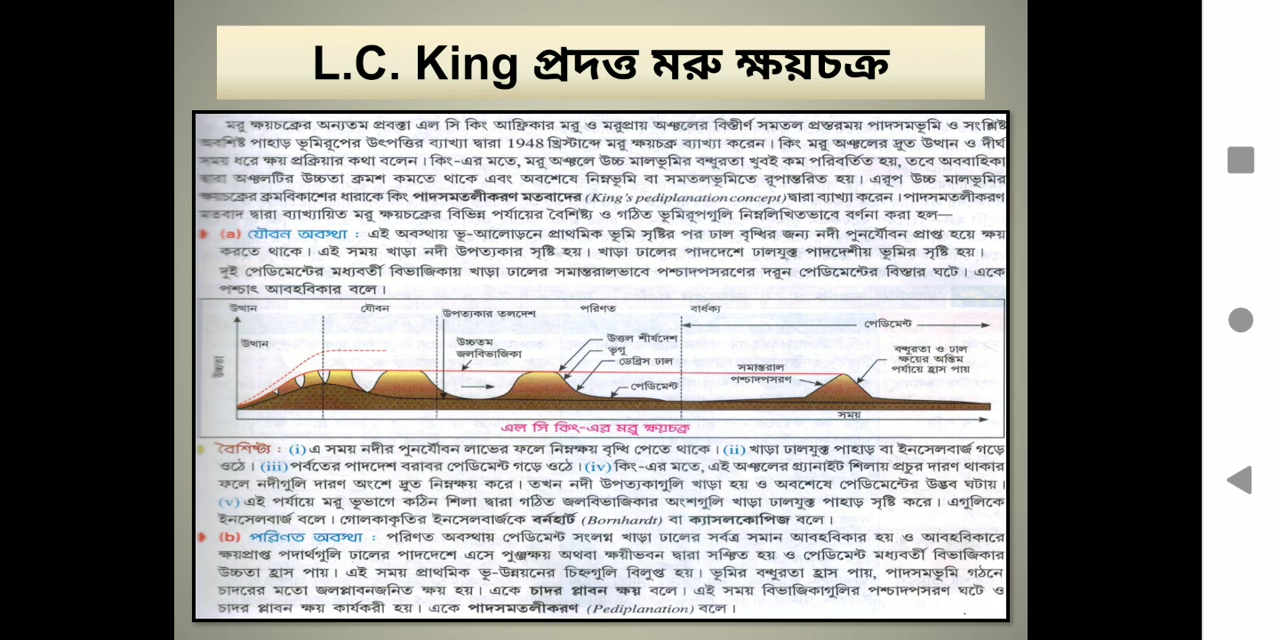 L.C. King প্রদত্ত মরু ক্ষয়চক্র
মরু ক্ষয়চক্রের অন্যতম প্রবক্তা এল সি কিং আফ্রিকার মরু ও মরুপ্রায় অঞ্চলের বিস্তীর্ণ সমতল প্রস্তরময় পাদসমভূমি ও সংশ্লিষ্ট
অবশিষ্ট পাহাড় ভূমিরূপের উৎপত্তির ব্যাখ্যা দ্বারা 1948 খ্রিস্টাব্দে মরু ক্ষয়চক্র ব্যাখ্যা করেন। কিং মরু অঞ্চলের দ্রুত উত্থান ও দীর্ঘ
সময় ধরে ক্ষয় প্রক্রিয়ার কথা বলেন। কিং-এর মতে, মরু অঞ্চলে উচ্চ মালভূমির বন্ধুরতা খুবই কম পরিবর্তিত হয়, তবে অববাহিকা
দ্বারা অঞ্চলটির উচ্চতা ক্রমশ কমতে থাকে এবং অবশেষে নিম্নভূমি বা সমতলভূমিতে রূপান্তরিত হয়। এরূপ উচ্চ মালভূমির
ক্ষয়চক্রের ক্রমবিকাশের ধারাকে কিং পাদসমতলীকরণ মতবাদের (King's pediplanation concept) দ্বারা ব্যাখ্যা করেন। পাদসমতলীকরণ
মতবাদ দ্বারা ব্যাখ্যায়িত মরু ক্ষয়চক্রের বিভিন্ন পর্যায়ের বৈশিষ্ট্য ও গঠিত ভূমিরূপগুলি নিম্নলিখিতভাবে বর্ণনা করা হল—
(a) যৌবন অবস্থা : এই অবস্থায় ভূ-আলোড়নে প্রাথমিক ভূমি সৃষ্টির পর ঢাল বৃদ্ধির জন্য নদী পুনর্যৌবন প্রাপ্ত হয়ে ক্ষয়
করতে থাকে। এই সময় খাড়া নদী উপত্যকার সৃষ্টি হয়। খাড়া ঢালের পাদদেশে ঢালযুক্ত পাদদেশীয় ভূমির সৃষ্টি হয়।
দুই পেডিমেন্টের মধ্যবর্তী বিভাজিকায় খাড়া ঢালের সমান্তরালভাবে পশ্চাদপসরণের দরুন পেডিমেন্টের বিস্তার ঘটে। একে
পশ্চাৎ আবহবিকার বলে।
উত্থান যৌবন উপত্যকার তলদেশ পরিণত বার্ধক্য
পেডিমেন্ট
উত্থান
উচ্চতম
জলবিভাজিকা
উত্তল শীর্ষদেশ
ভৃগু
ডেব্রিস ঢাল
পেডিমেন্ট
সমান্তরাল
পশ্চাদপসরণ
বন্ধুরতা ও ঢাল
ক্ষয়ের অন্তিম
পর্যায়ে হ্রাস পায়
উচ্চতা
সময়
এল সি কিং-এর মরু ক্ষয়চক্র
বৈশিষ্ট্য : (i) এ সময় নদীর পুনর্যৌবন লাভের ফলে নিম্নক্ষয় বৃদ্ধি পেতে থাকে। (ii) খাড়া ঢালযুক্ত পাহাড় বা ইনসেলবার্জ গড়ে
ওঠে। (iii) পর্বতের পাদদেশ বরাবর পেডিমেন্ট গড়ে ওঠে। (iv) কিং-এর মতে, এই অঞ্চলের গ্র্যানাইট শিলায় প্রচুর দারণ থাকার
ফলে নদীগুলি দারণ অংশে দ্রুত নিম্নক্ষয় করে। তখন নদী উপত্যকাগুলি খাড়া হয় ও অবশেষে পেডিমেন্টের উদ্ভব ঘটায়।
(v) এই পর্যায়ে মরু ভূভাগে কঠিন শিলা দ্বারা গঠিত জলবিভাজিকার অংশগুলি খাড়া ঢালযুক্ত পাহাড় সৃষ্টি করে। এগুলিকে
ইনসেলবার্জ বলে। গোলকাকৃতির ইনসেলবার্জকে বর্নহার্ট (Bornhardt) বা ক্যাসলকোপিজ বলে।
(b) পরিণত অবস্থা : পরিণত অবস্থায় পেডিমেন্ট সংলগ্ন খাড়া ঢালের সর্বত্র সমান আবহবিকার হয় ও আবহবিকারে
ক্ষয়প্রাপ্ত পদার্থগুলি ঢালের পাদদেশে এসে পুঞ্জক্ষয় অথবা ক্ষয়ীভবন দ্বারা সঞ্চিত হয় ও পেডিমেন্ট মধ্যবর্তী বিভাজিকার
উচ্চতা হ্রাস পায়। এই সময় প্রাথমিক ভূ-উন্নয়নের চিহ্নগুলি বিলুপ্ত হয়। ভূমির বন্ধুরতা হ্রাস পায়, পাদসমভূমি গঠনে
চাদরের মতো জলপ্লাবনজনিত ক্ষয় হয়। একে চাদর প্লাবন ক্ষয় বলে। এই সময় বিভাজিকাগুলির পশ্চাদপসরণ ঘটে ও
চাদর প্লাবন ক্ষয় কার্যকরী হয়। একে পাদসমতলীকরণ (Pediplanation) বলে।